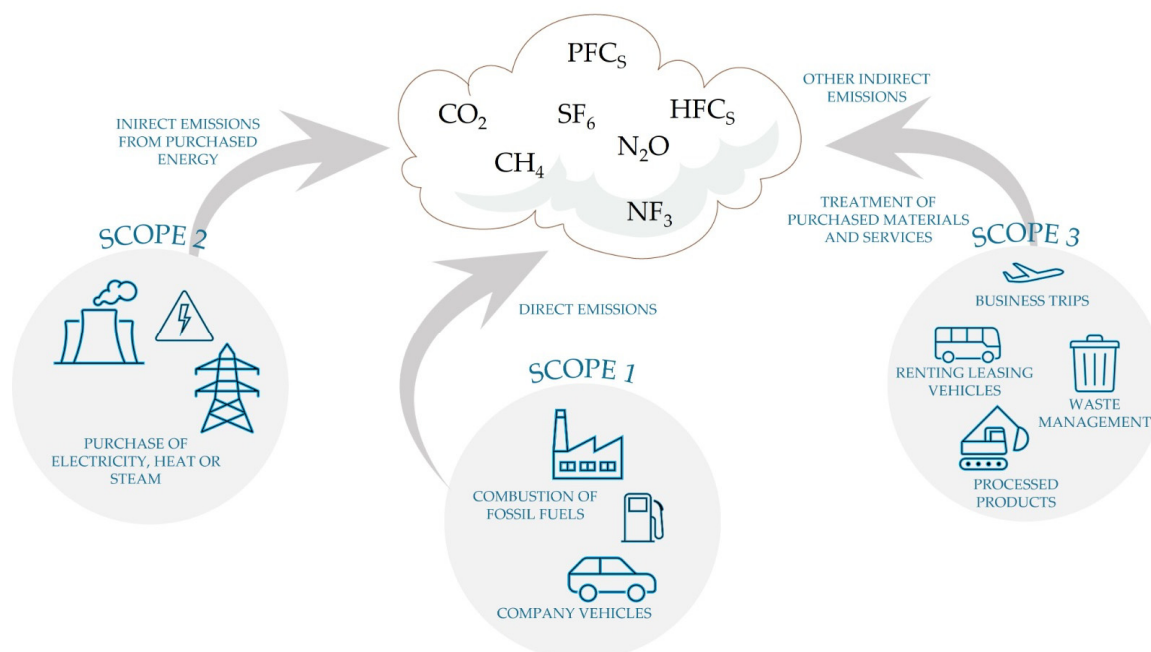 PFCS
CO2
SF6
HFCS
N2O
CH4
NF3
INIRECT EMISSIONS
FROM PURCHASED
ENERGY
OTHER INDIRECT
EMISSIONS
TREATMENT OF
PURCHASED MATERIALS
AND SERVICES
DIRECT EMISSIONS
SCOPE 2
PURCHASE OF
ELECTRICITY, HEAT OR
STEAM
SCOPE 1
COMBUSTION OF
FOSSIL FUELS
COMPANY VEHICLES
SCOPE 3
BUSINESS TRIPS
RENTING LEASING
VEHICLES
WASTE
MANAGEMENT
PROCESSED
PRODUCTS